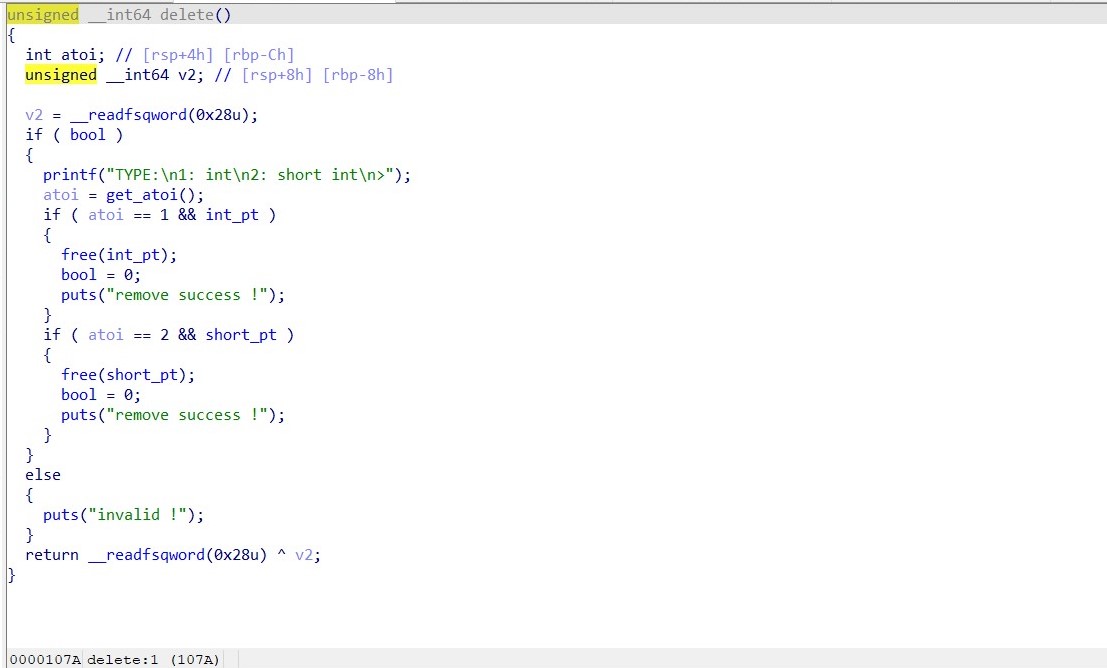 unsigned __int64 delete()
{
  int atoi; // [rsp+4h] [rbp-Ch]
  unsigned __int64 v2; // [rsp+8h] [rbp-8h]

  v2 = __readfsqword(0x28u);
  if ( bool )
  {
    printf("TYPE:\n1: int\n2: short int\n>");
    atoi = get_atoi();
    if ( atoi == 1 && int_pt )
    {
      free(int_pt);
      bool = 0;
      puts("remove success !");
    }
    if ( atoi == 2 && short_pt )
    {
      free(short_pt);
      bool = 0;
      puts("remove success !");
    }
  }
  else
  {
    puts("invalid !");
  }
  return __readfsqword(0x28u) ^ v2;
}
0000107A delete:1 (107A)